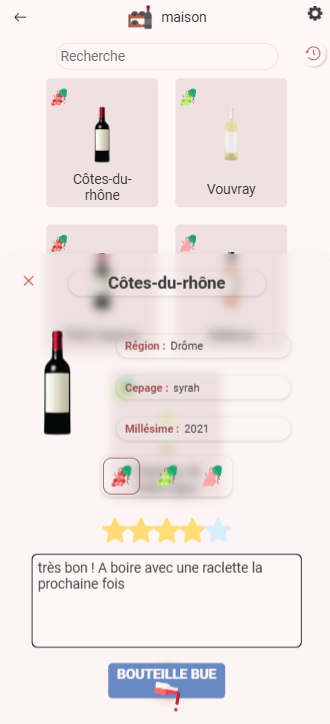 maison
Recherche
Côtes-du-
rhône
Vouvray
Côtes-du-rhône
Région : Drôme
Cepage : syrah
Millésime : 2021
très bon ! A boire avec une raclette la
prochaine fois
BOUTEILLE BUE